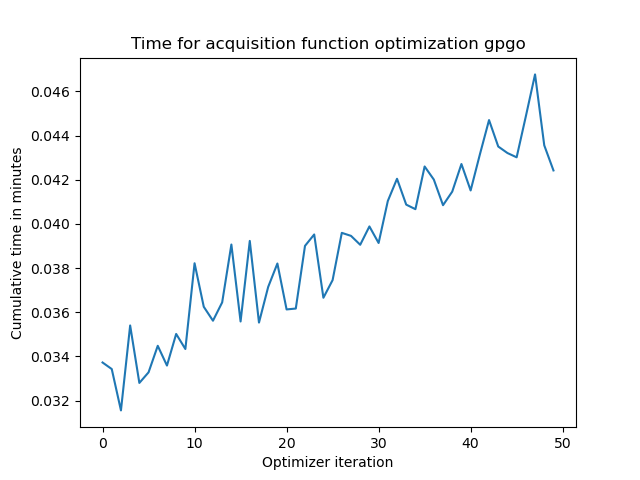 Time for acquisition function optimization gpgo
Cumulative time in minutes
0.046
0.044
0.042
0.040
0.038
0.036
0.034
0.032
0 10 20 30 40 50
Optimizer iteration